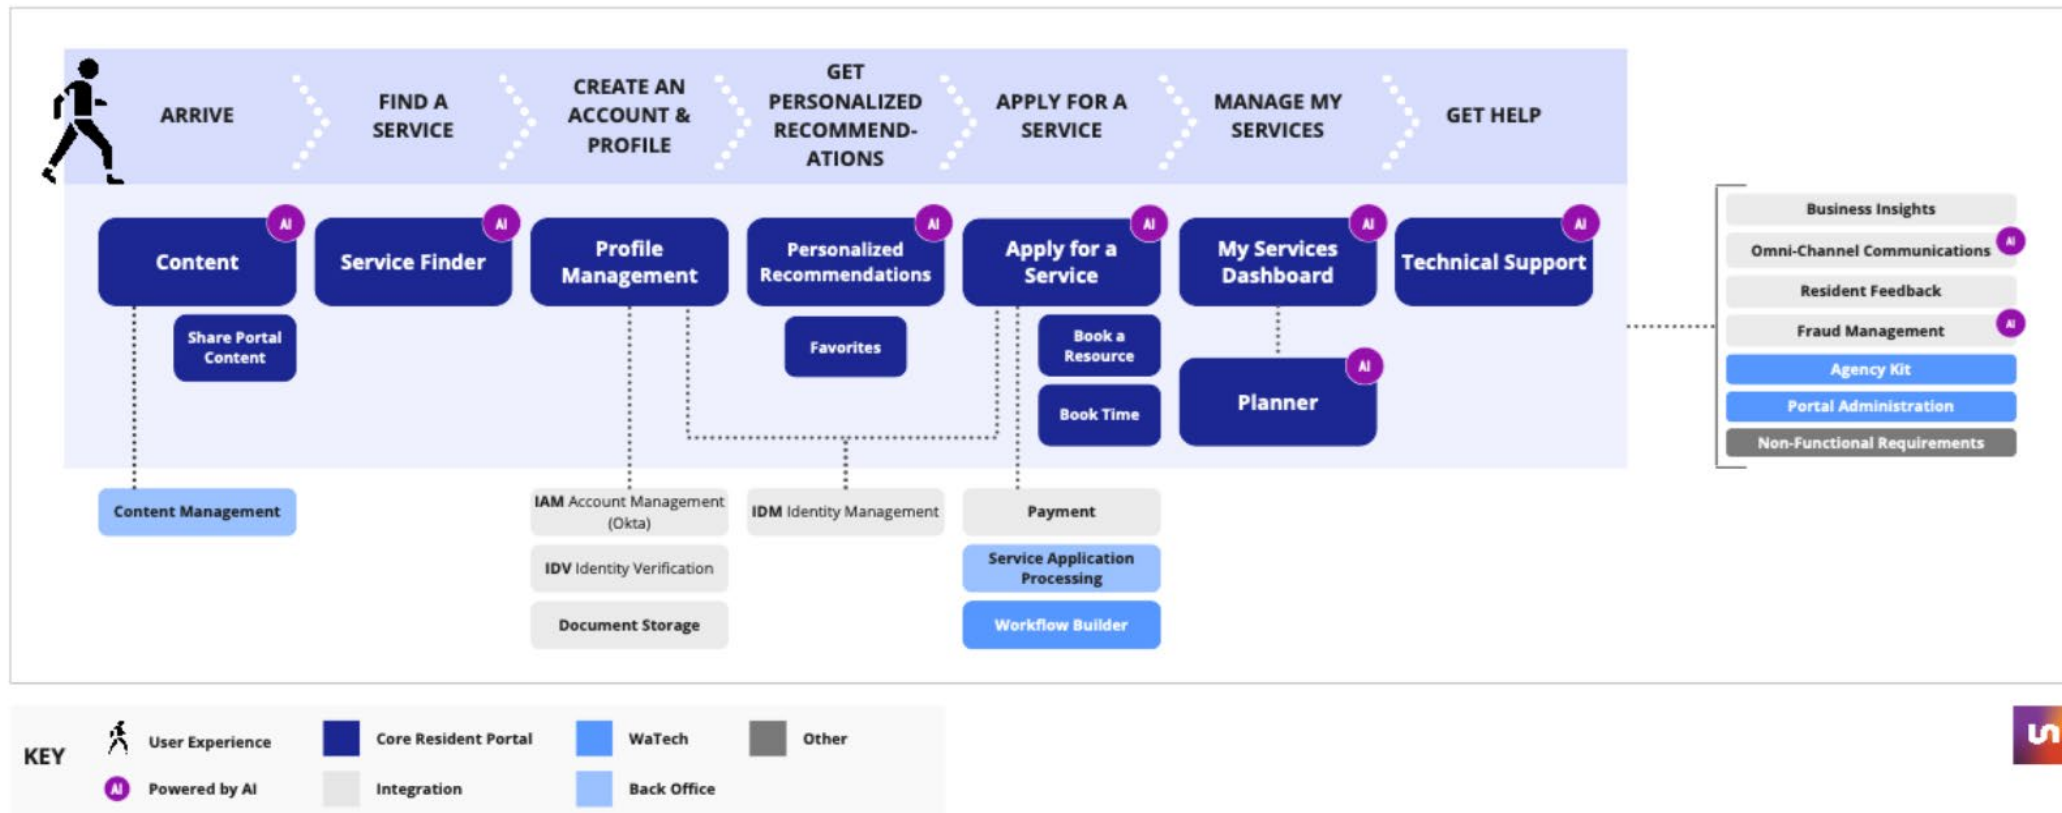 ARRIVE
FIND A
SERVICE
CREATE AN
ACCOUNT &
PROFILE
GET
PERSONALIZED
RECOMMEND-
ATIONS
APPLY FOR A
SERVICE
MANAGE MY
SERVICES
GET HELP
Content
AI
Service Finder
AI
Profile
Management
Personalized
Recommendations
AI
Apply for a
Service
AI
My Services
Dashboard
AI
Technical Support
AI
Share Portal
Content
Favorites
Book a
Resource
Book Time
Planner
AI
Content Management
IAM Account Management
(Okta)
IDV Identity Verification
Document Storage
IDM Identity Management
Payment
Service Application
Processing
Workflow Builder
Business Insights
Omni-Channel Communications
AI
Resident Feedback
Fraud Management
AI
Agency Kit
Portal Administration
Non-Functional Requirements
KEY
User Experience
Core Resident Portal
WaTech
Other
AI
Powered by AI
Integration
Back Office